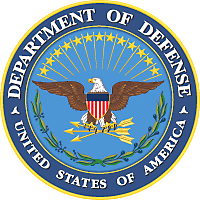 DEPARTMENT OF DEFENSE
UNITED STATES OF AMERICA